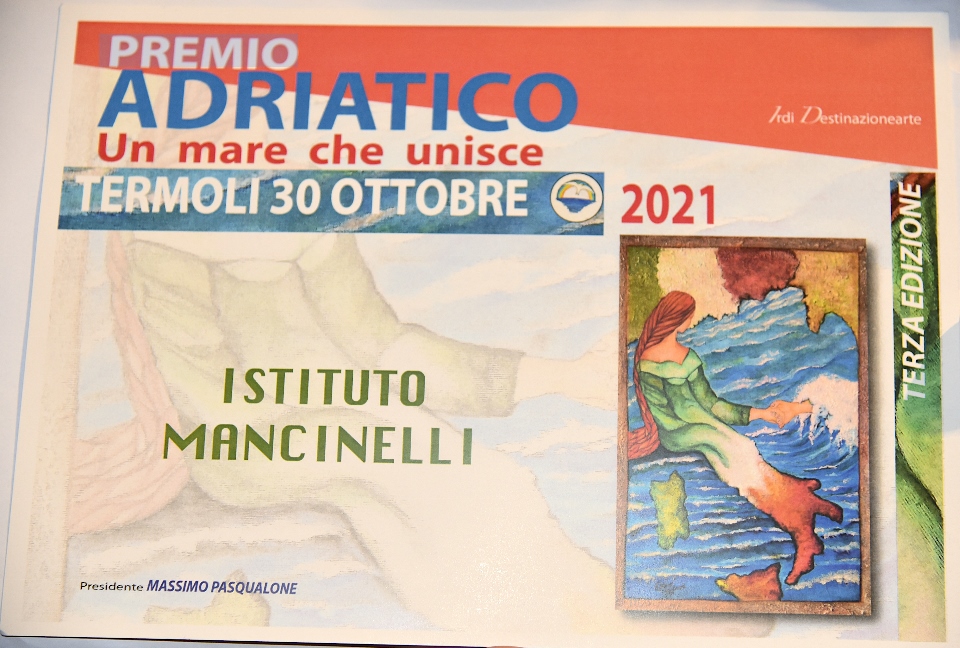 PREMIO
ADRIATICO
Un mare che unisce
Irdi Destinazionearte
TERMOLI 30 OTTOBRE
2021
TERZA EDIZIONE
ISTITUTO
MANCINELLI
Presidente MASSIMO PASQUALONE